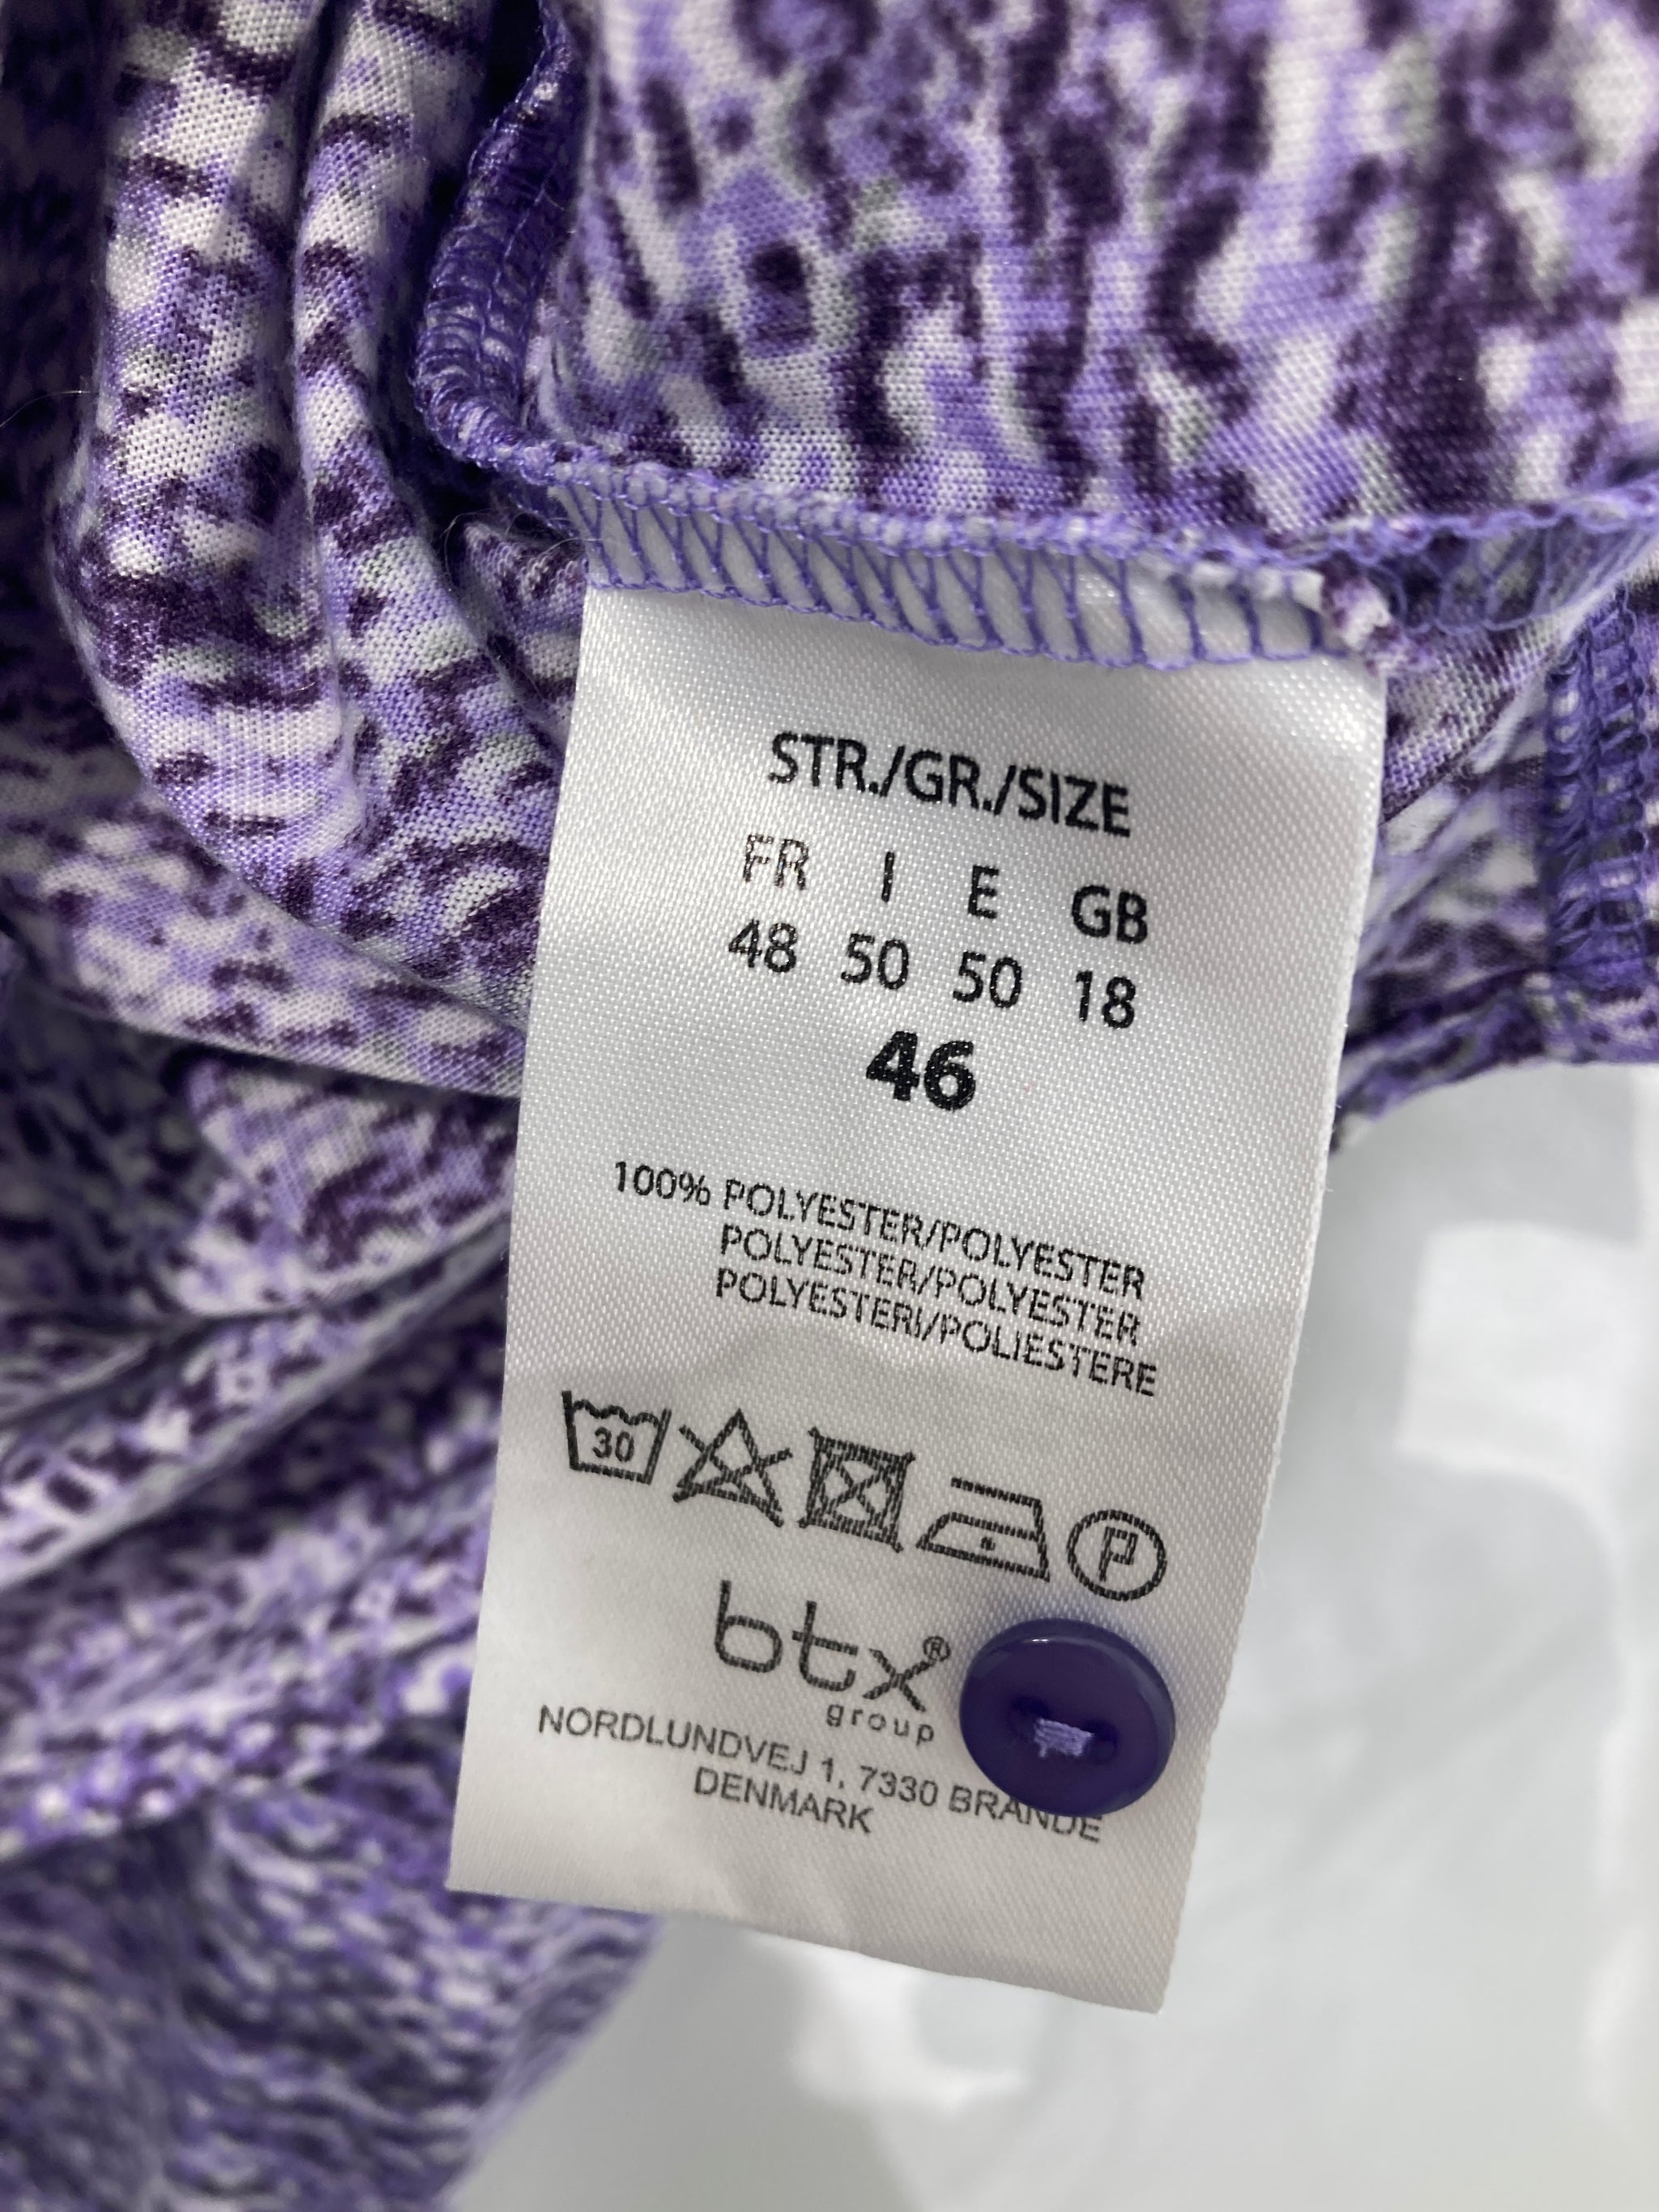 STR./GR./SIZE
FR I E GB
48 50 50 18
46
100% POLYESTER/POLYESTER
POLYESTER/POLYESTER
POLYESTERI/POLIESTERE
30
P
btx®
group
NORDLUNDVEJ 1, 7330 BRANDE
DENMARK